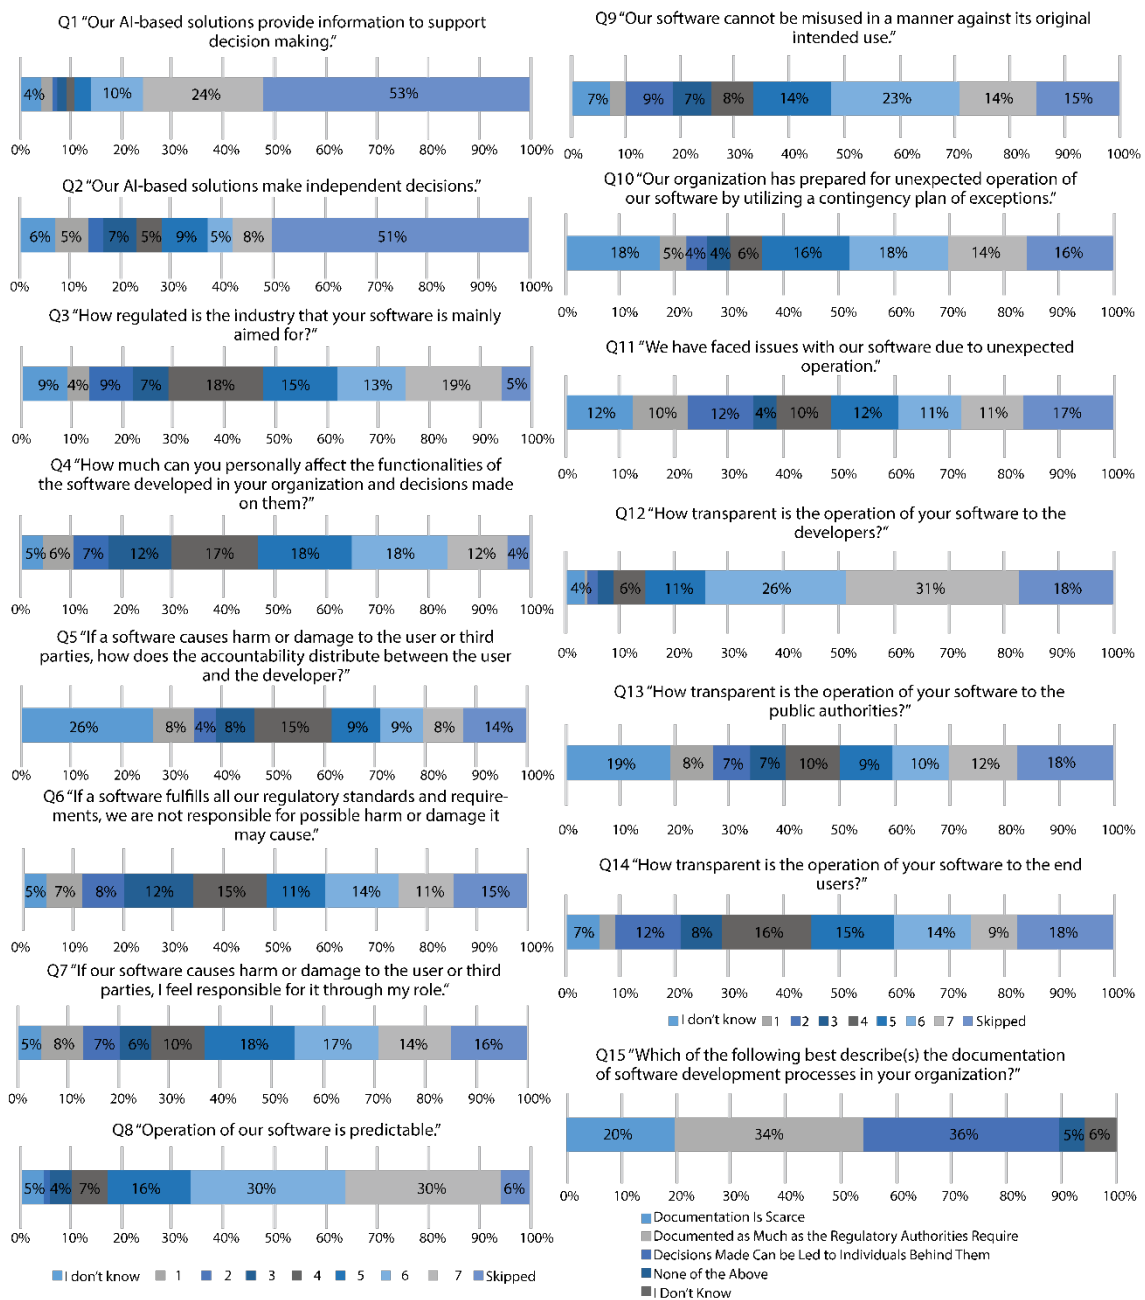 Q1 “Our AI-based solutions provide information to support
decision making.”
0% 10% 20% 30% 40% 50% 60% 70% 80% 90% 100%
4% 10% 24% 53%
0% 10% 20% 30% 40% 50% 60% 70% 80% 90% 100%
Q2 “Our AI-based solutions make independent decisions.”
6% 5% 7% 5% 9% 5% 8% 51%
0% 10% 20% 30% 40% 50% 60% 70% 80% 90% 100%
Q3 “How regulated is the industry that your software is mainly
aimed for?”
9% 4% 9% 7% 18% 15% 13% 19% 5%
0% 10% 20% 30% 40% 50% 60% 70% 80% 90% 100%
Q4 “How much can you personally affect the functionalities of
the software developed in your organization and decisions made
on them?”
5% 6% 7% 12% 17% 18% 18% 12% 4%
0% 10% 20% 30% 40% 50% 60% 70% 80% 90% 100%
Q5 “If a software causes harm or damage to the user or third
parties, how does the accountability distribute between the user
and the developer?”
26% 8% 4% 8% 15% 9% 9% 8% 14%
0% 10% 20% 30% 40% 50% 60% 70% 80% 90% 100%
Q6 “If a software fulfills all our regulatory standards and require-
ments, we are not responsible for possible harm or damage it
may cause.”
5% 7% 8% 12% 15% 11% 14% 11% 15%
0% 10% 20% 30% 40% 50% 60% 70% 80% 90% 100%
Q7 “If our software causes harm or damage to the user or third
parties, I feel responsible for it through my role.“
5% 8% 7% 6% 10% 18% 17% 14% 16%
0% 10% 20% 30% 40% 50% 60% 70% 80% 90% 100%
Q8 “Operation of our software is predictable.”
5% 4% 7% 16% 30% 30% 6%
0% 10% 20% 30% 40% 50% 60% 70% 80% 90% 100%
I don’t know 1 2 3 4 5 6 7 Skipped
Q9 “Our software cannot be misused in a manner against its original
intended use.”
7% 9% 7% 8% 14% 23% 14% 15%
0% 10% 20% 30% 40% 50% 60% 70% 80% 90% 100%
Q10 “Our organization has prepared for unexpected operation of
our software by utilizing a contingency plan of exceptions.”
18% 5% 4% 4% 6% 16% 18% 14% 16%
0% 10% 20% 30% 40% 50% 60% 70% 80% 90% 100%
Q11 “We have faced issues with our software due to unexpected
operation.”
12% 10% 12% 4% 10% 12% 11% 11% 17%
0% 10% 20% 30% 40% 50% 60% 70% 80% 90% 100%
Q12 “How transparent is the operation of your software to the
developers?”
4% 6% 11% 26% 31% 18%
0% 10% 20% 30% 40% 50% 60% 70% 80% 90% 100%
Q13 “How transparent is the operation of your software to the
public authorities?”
19% 8% 7% 7% 10% 9% 10% 12% 18%
0% 10% 20% 30% 40% 50% 60% 70% 80% 90% 100%
Q14 “How transparent is the operation of your software to the end
users?”
7% 12% 8% 16% 15% 14% 9% 18%
0% 10% 20% 30% 40% 50% 60% 70% 80% 90% 100%
I don’t know 1 2 3 4 5 6 7 Skipped
Q15 “Which of the following best describe(s) the documentation
of software development processes in your organization?”
20% 34% 36% 5% 6%
0% 10% 20% 30% 40% 50% 60% 70% 80% 90% 100%
Documentation Is Scarce
Documented as Much as the Regulatory Authorities Require
Decisions Made Can be Led to Individuals Behind Them
None of the Above
I Don’t Know